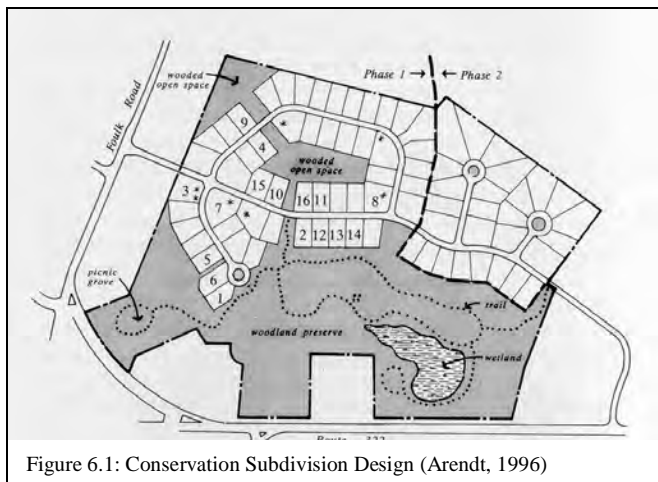 wooded
open space
Phase 1
Phase 2
Foulk Road
9
4
wooded
open space
3
15
10
7
16
11
8
2
12
13
14
5
6
1
picnic
grove
trail
woodland preserve
wetland
Figure 6.1: Conservation Subdivision Design (Arendt, 1996)